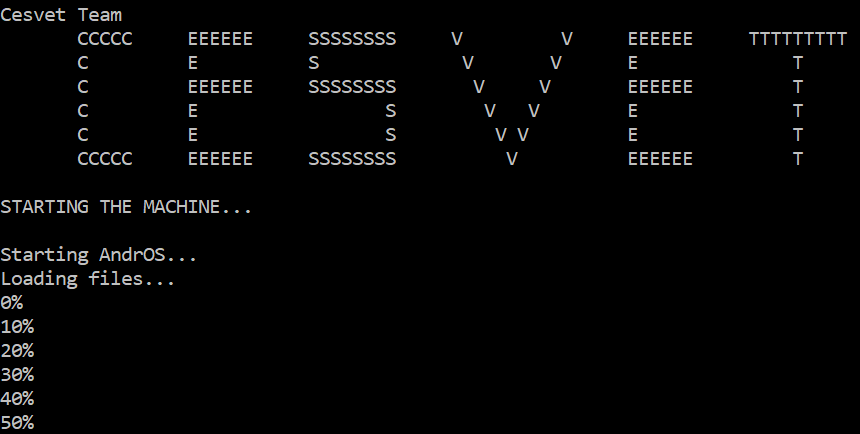 Cesvet Team
       CCCCC     EEEEEE     SSSSSSSS     V         V     EEEEEE     TTTTTTTTT
       C         E          S             V       V      E              T
       C         EEEEEE     SSSSSSSS       V     V       EEEEEE         T
       C         E                 S        V   V        E              T
       C         E                 S         V V         E              T
       CCCCC     EEEEEE     SSSSSSSS          V          EEEEEE         T
STARTING THE MACHINE...
Starting AndrOS...
Loading files...
0%
10%
20%
30%
40%
50%